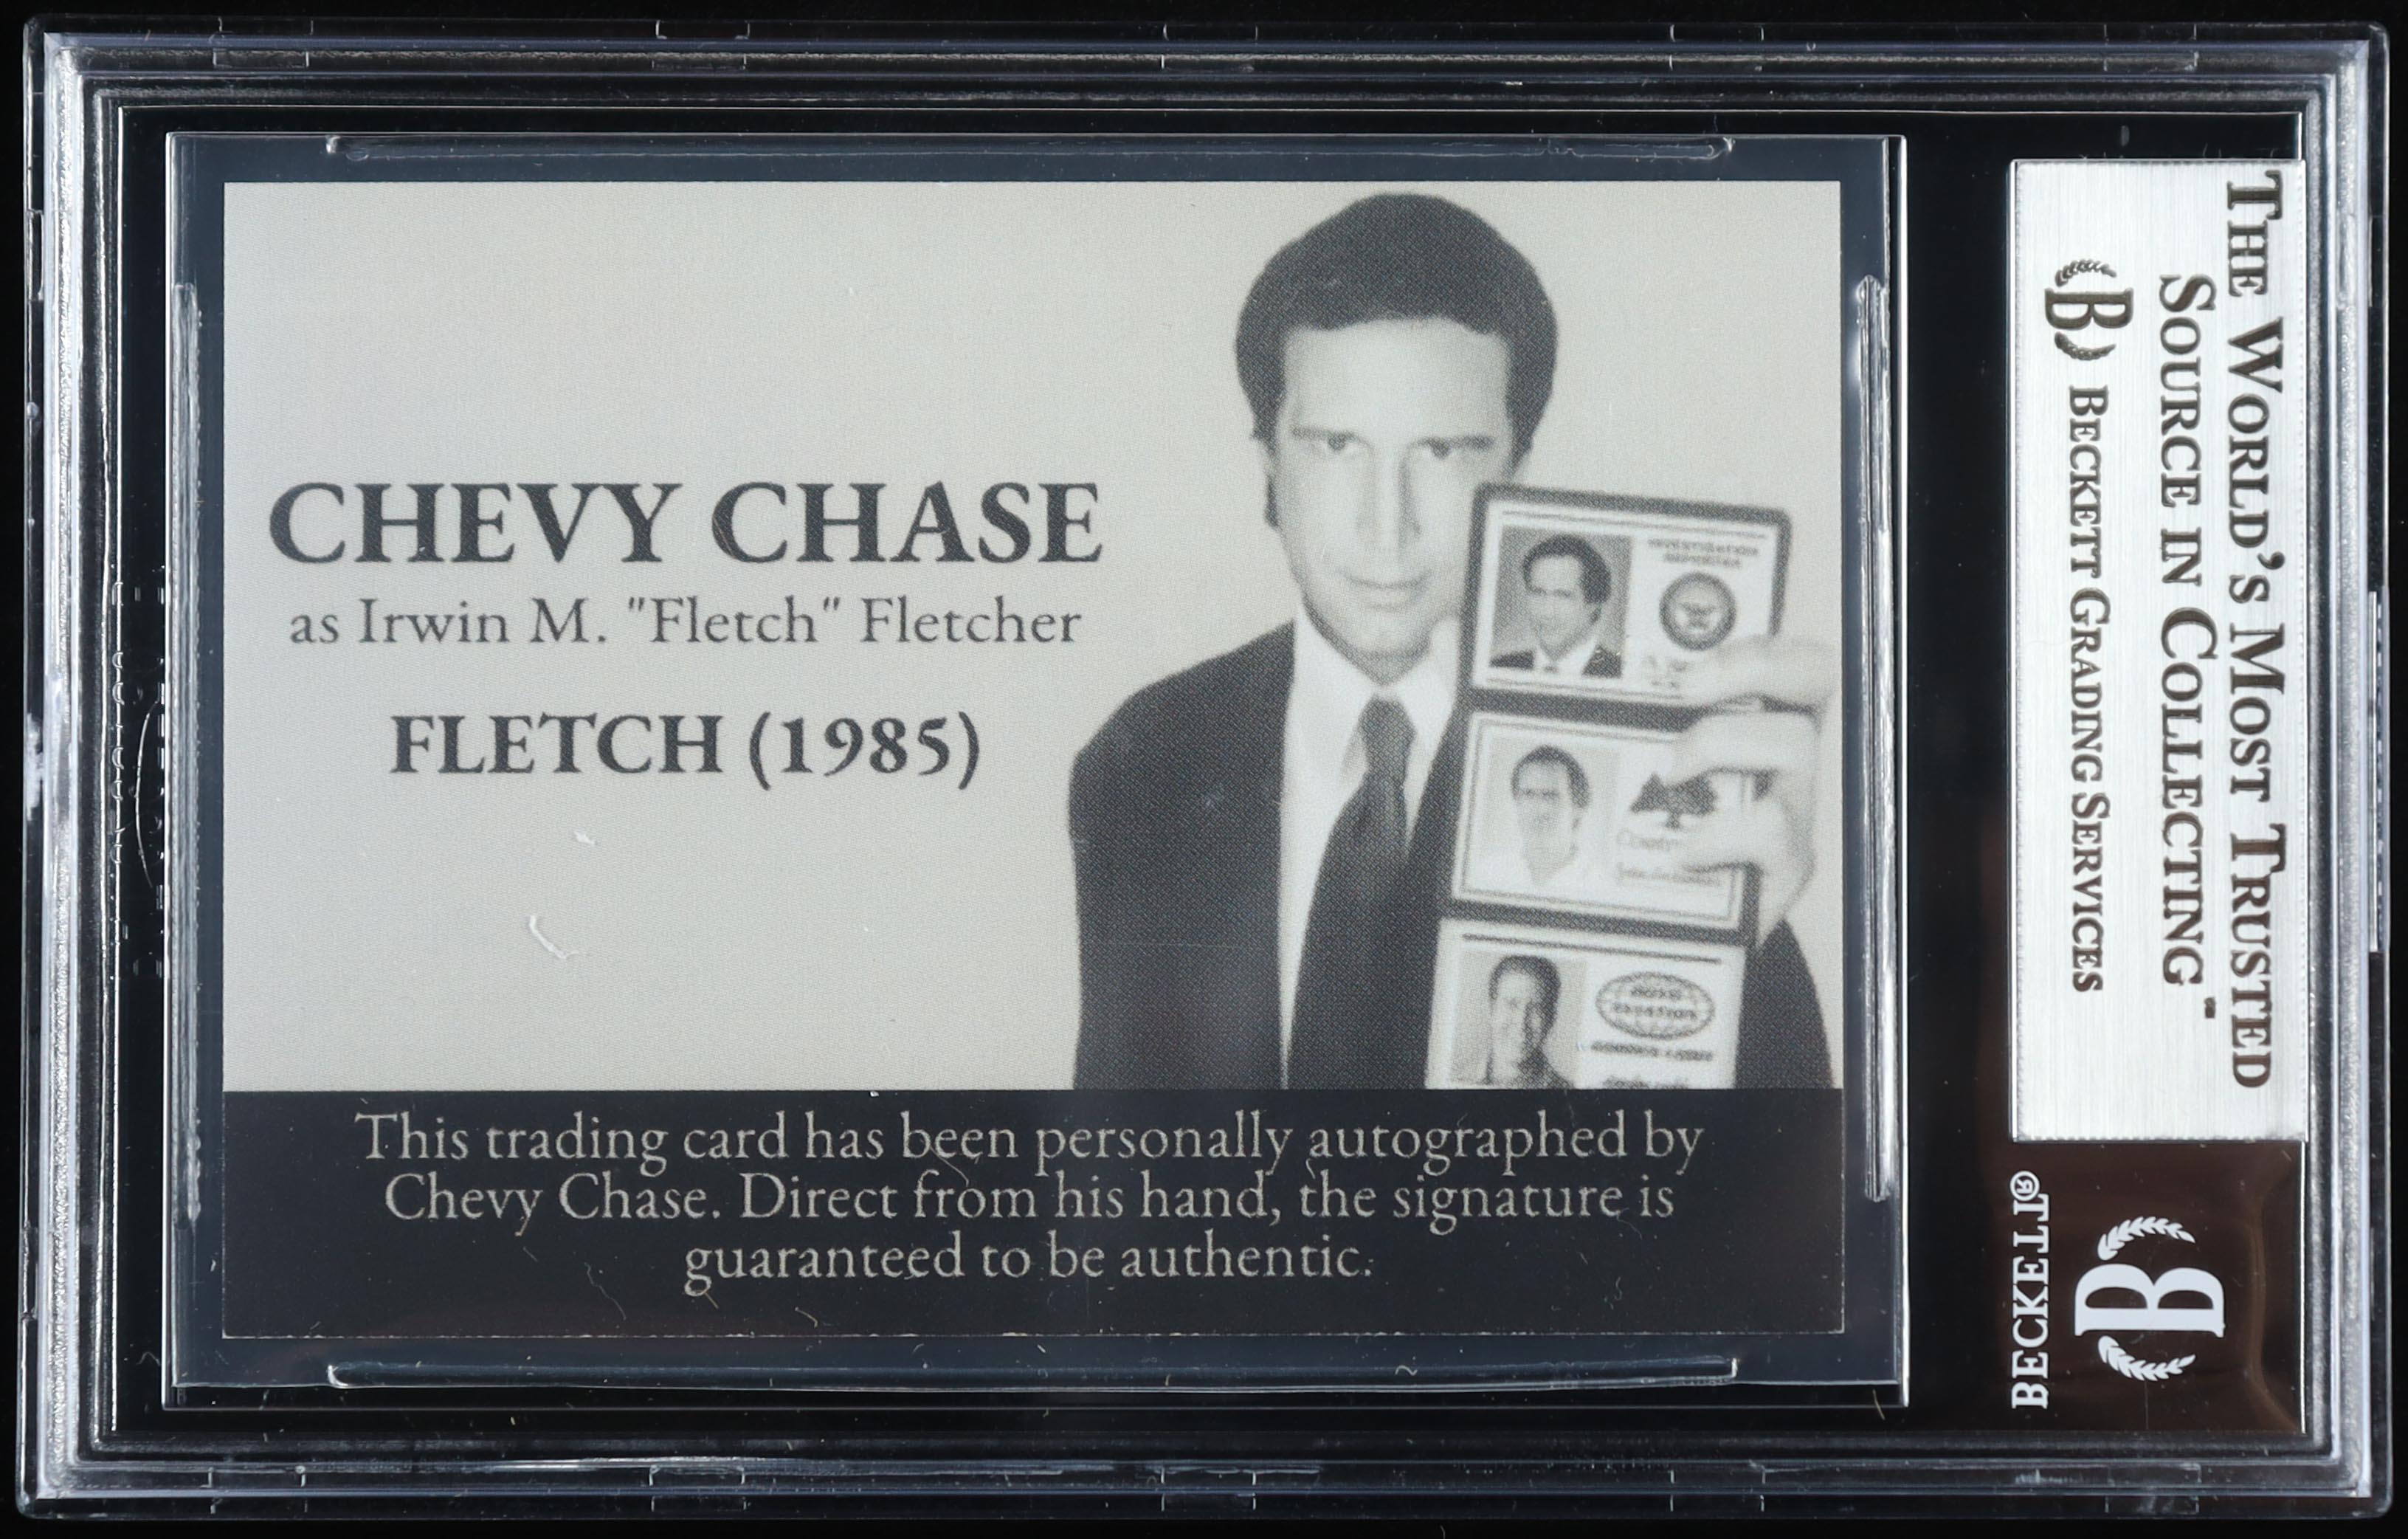 CHEVY CHASE
as Irwin M. "Fletch" Fletcher
FLETCH (1985)
This trading card has been personally autographed by
Chevy Chase. Direct from his hand, the signature is
guaranteed to be authentic.
THE WORLD'S MOST TRUSTED
SOURCE IN COLLECTING™
B BECKETT GRADING SERVICES
BECKETT®
B